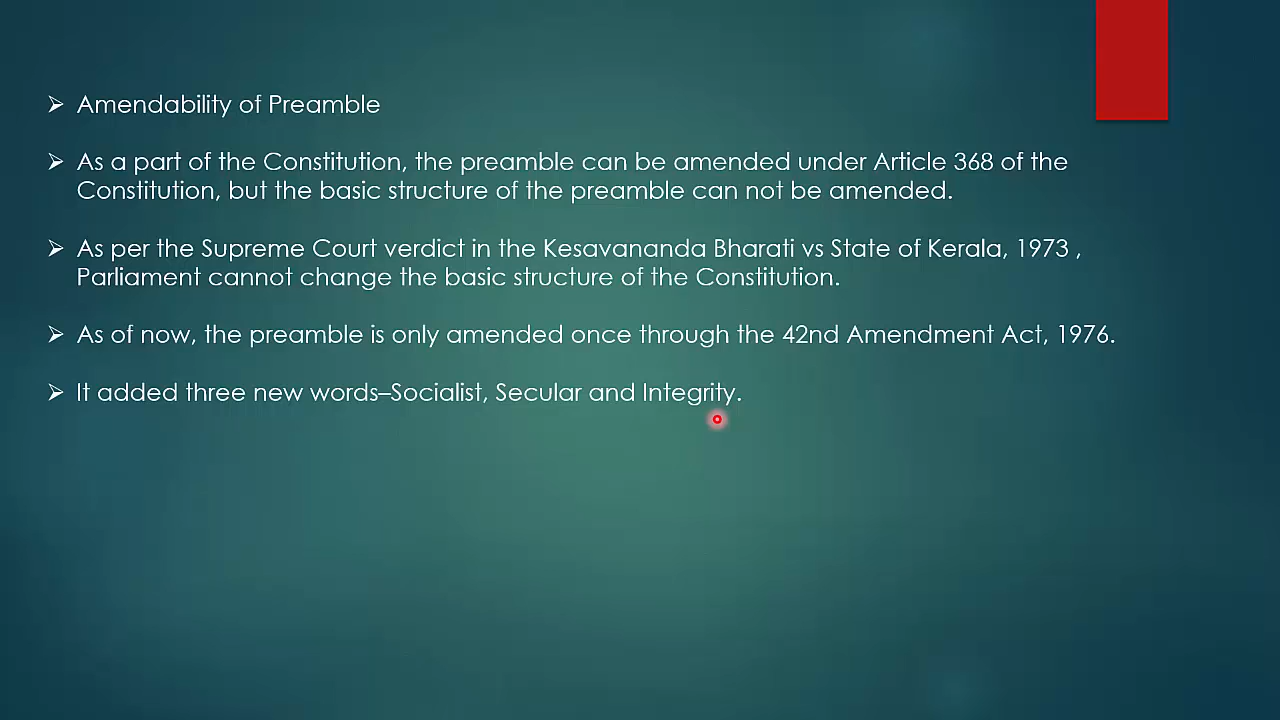 ➢ Amendability of Preamble
➢ As a part of the Constitution, the preamble can be amended under Article 368 of the
Constitution, but the basic structure of the preamble can not be amended.
➢ As per the Supreme Court verdict in the Kesavananda Bharati vs State of Kerala, 1973 ,
Parliament cannot change the basic structure of the Constitution.
➢ As of now, the preamble is only amended once through the 42nd Amendment Act, 1976.
➢ It added three new words–Socialist, Secular and Integrity.